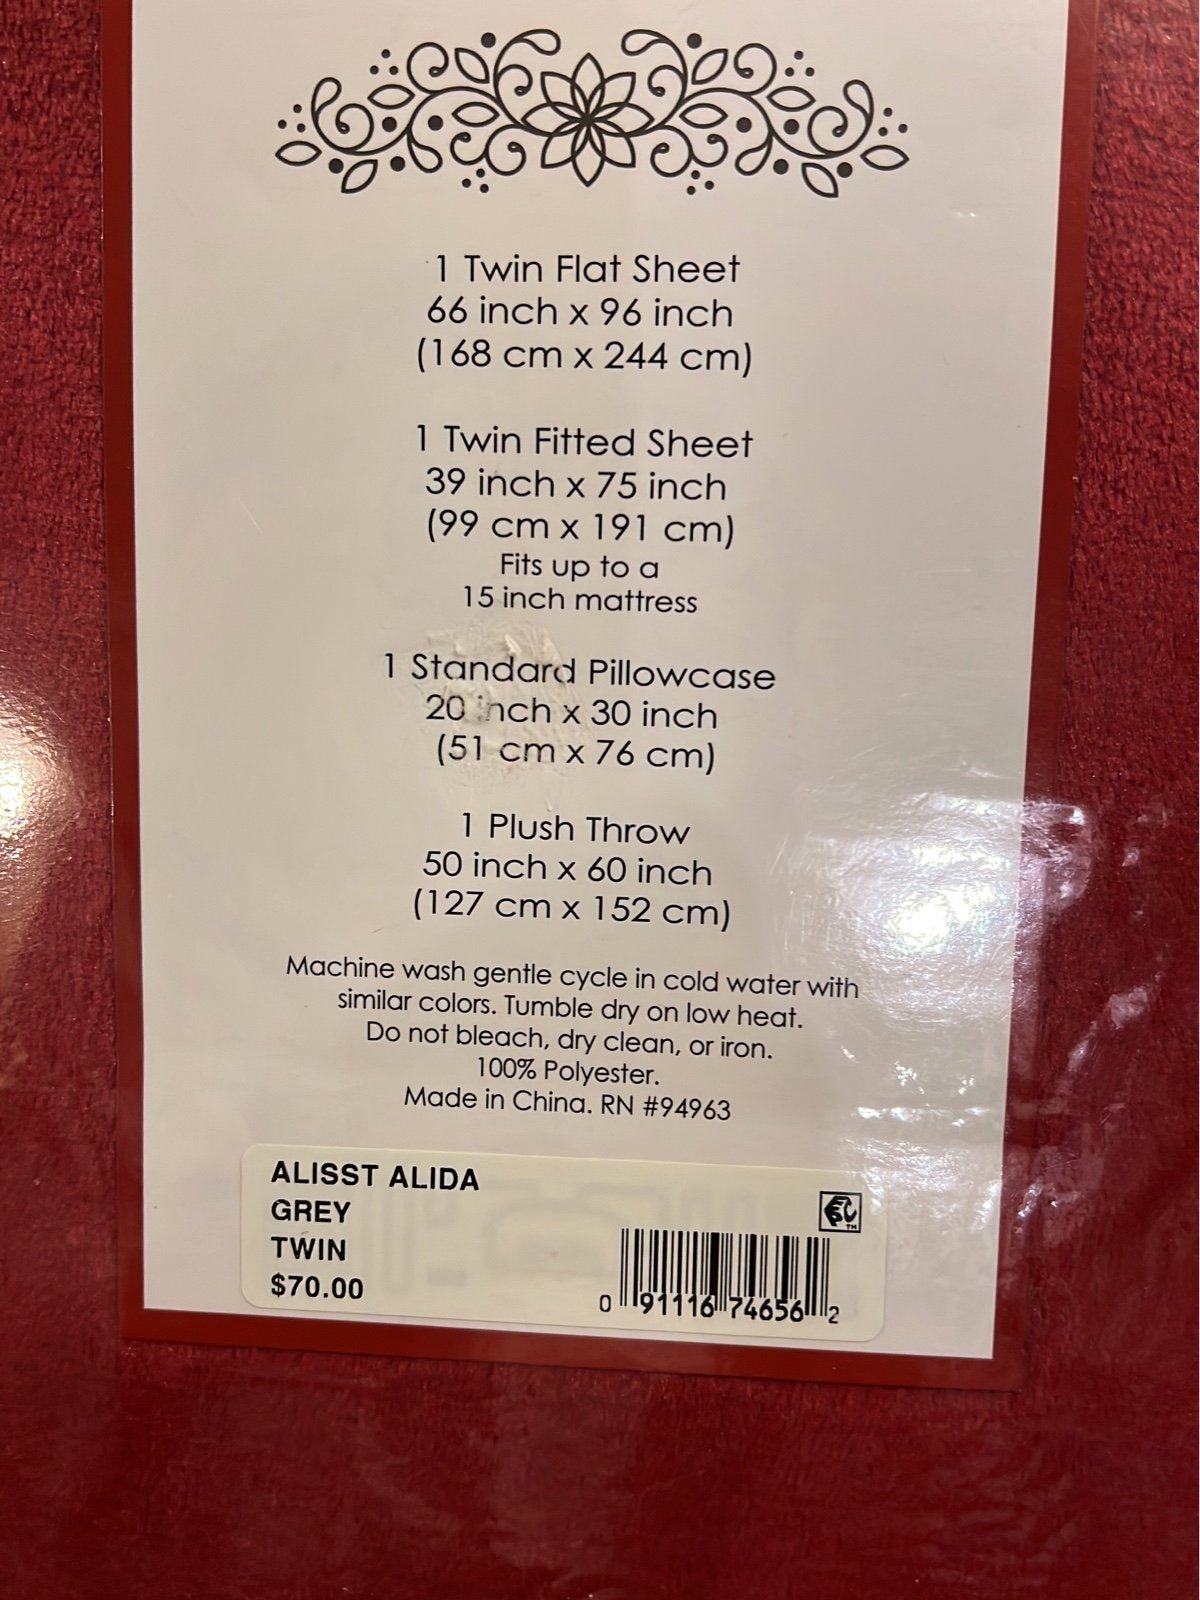 1 Twin Flat Sheet
66 inch x 96 inch
(168 cm x 244 cm)
1 Twin Fitted Sheet
39 inch x 75 inch
(99 cm x 191 cm)
Fits up to a
15 inch mattress
1 Standard Pillowcase
20 inch x 30 inch
(51 cm x 76 cm)
1 Plush Throw
50 inch x 60 inch
(127 cm x 152 cm)
Machine wash gentle cycle in cold water with
similar colors. Tumble dry on low heat.
Do not bleach, dry clean, or iron.
100% Polyester.
Made in China. RN #94963
ALISST ALIDA
GREY
TWIN
$70.00
0 91116 74656 2